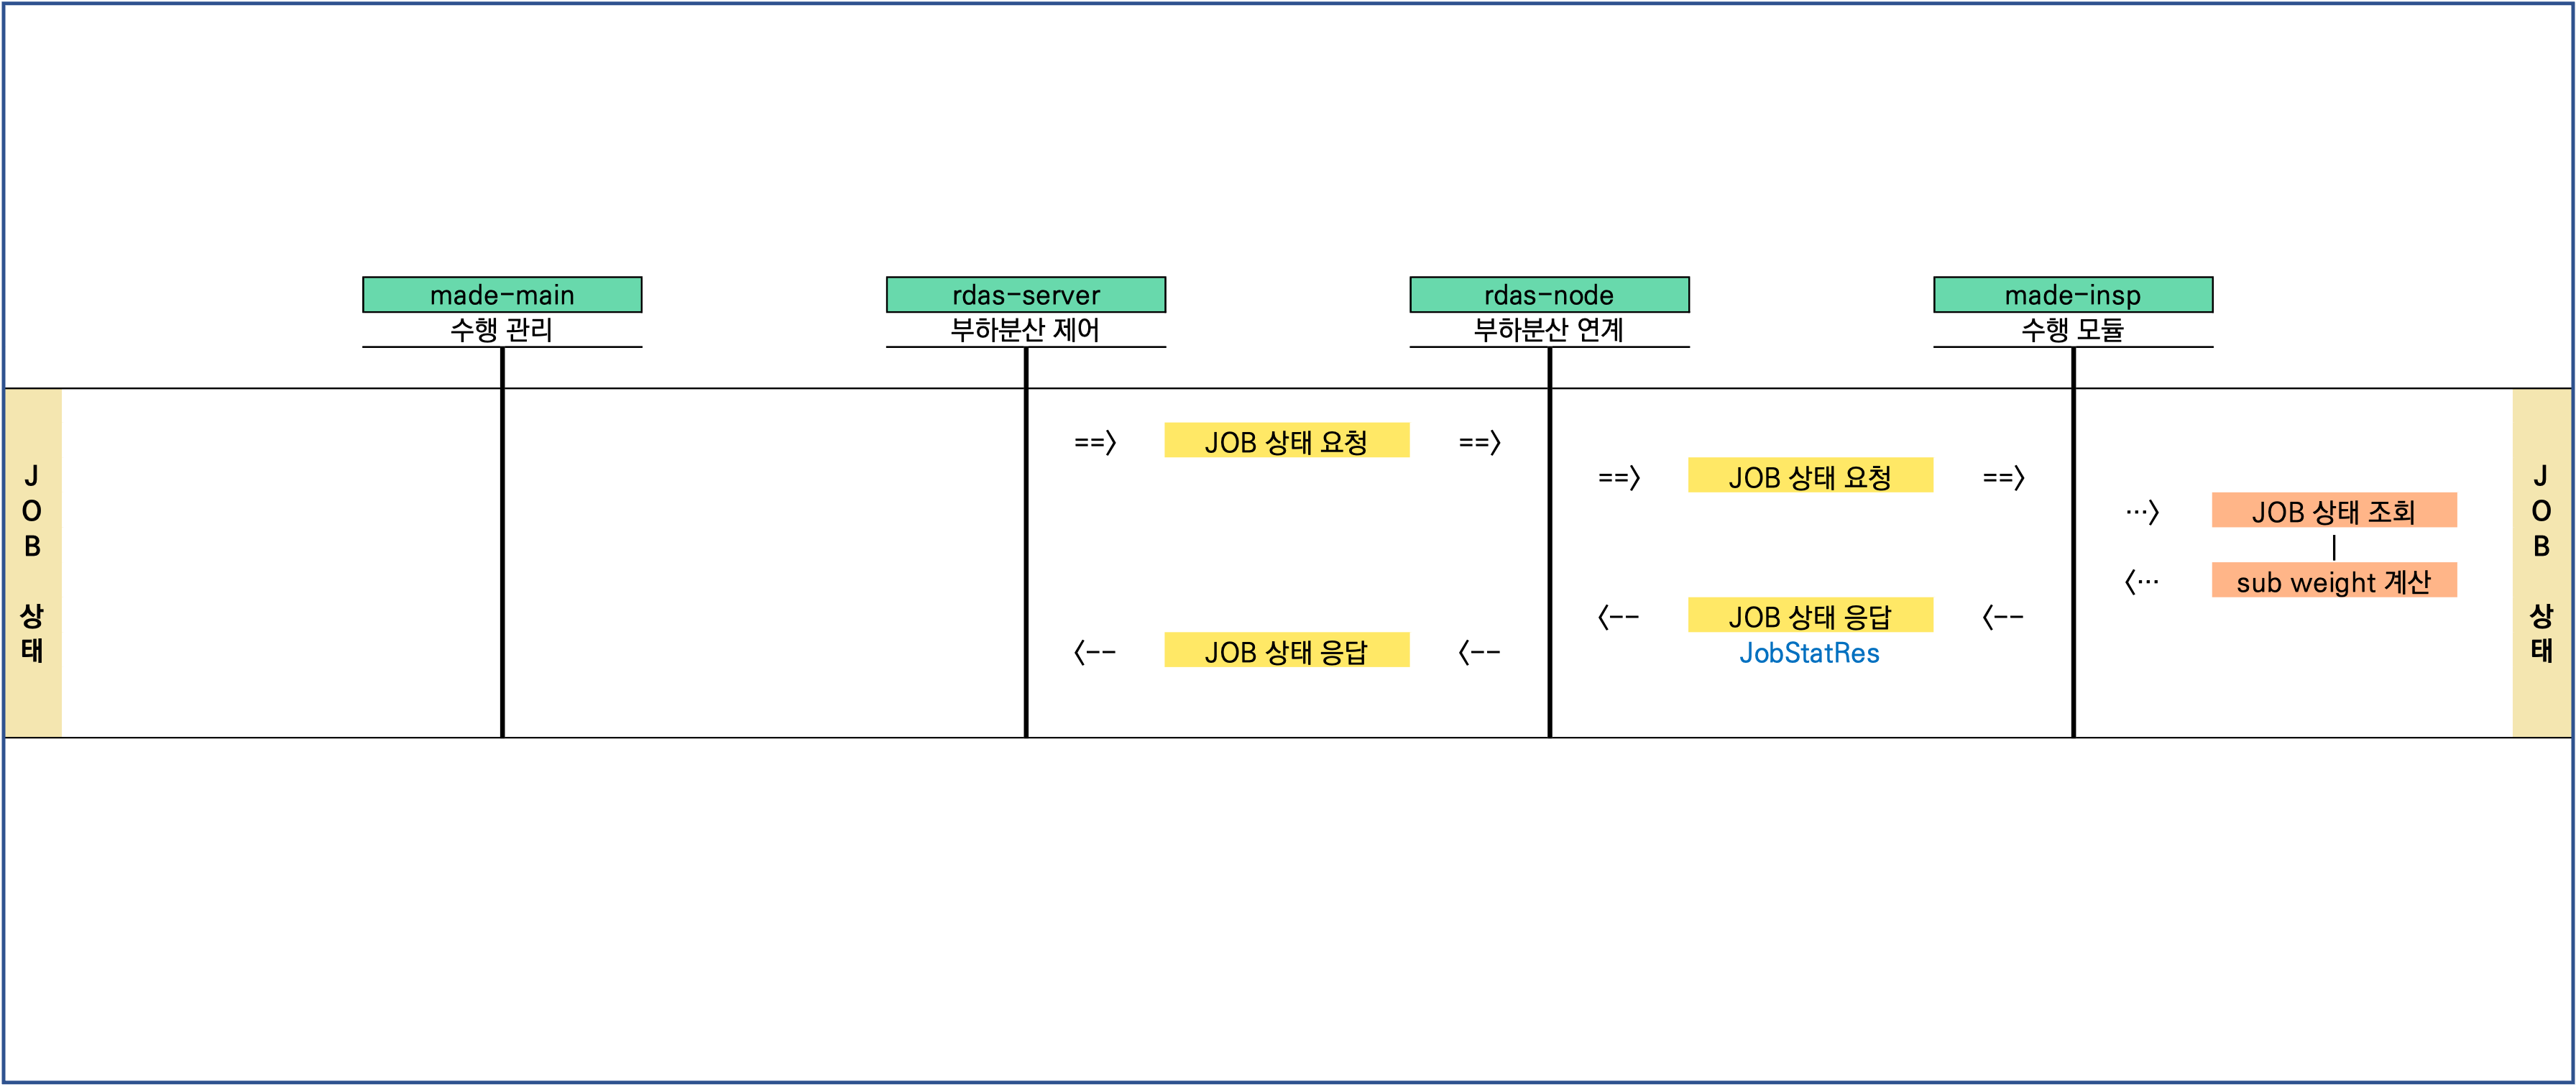 made-main
rdas-server
rdas-node
made-insp
수행 관리
부하분산 제어
부하분산 연계
수행 모듈
JOB 상태
==> JOB 상태 요청 ==>
==> JOB 상태 요청 ==>
…> JOB 상태 조회
<… sub weight 계산
<-- JOB 상태 응답 <--
JobStatRes
<-- JOB 상태 응답 <--
JOB 상태